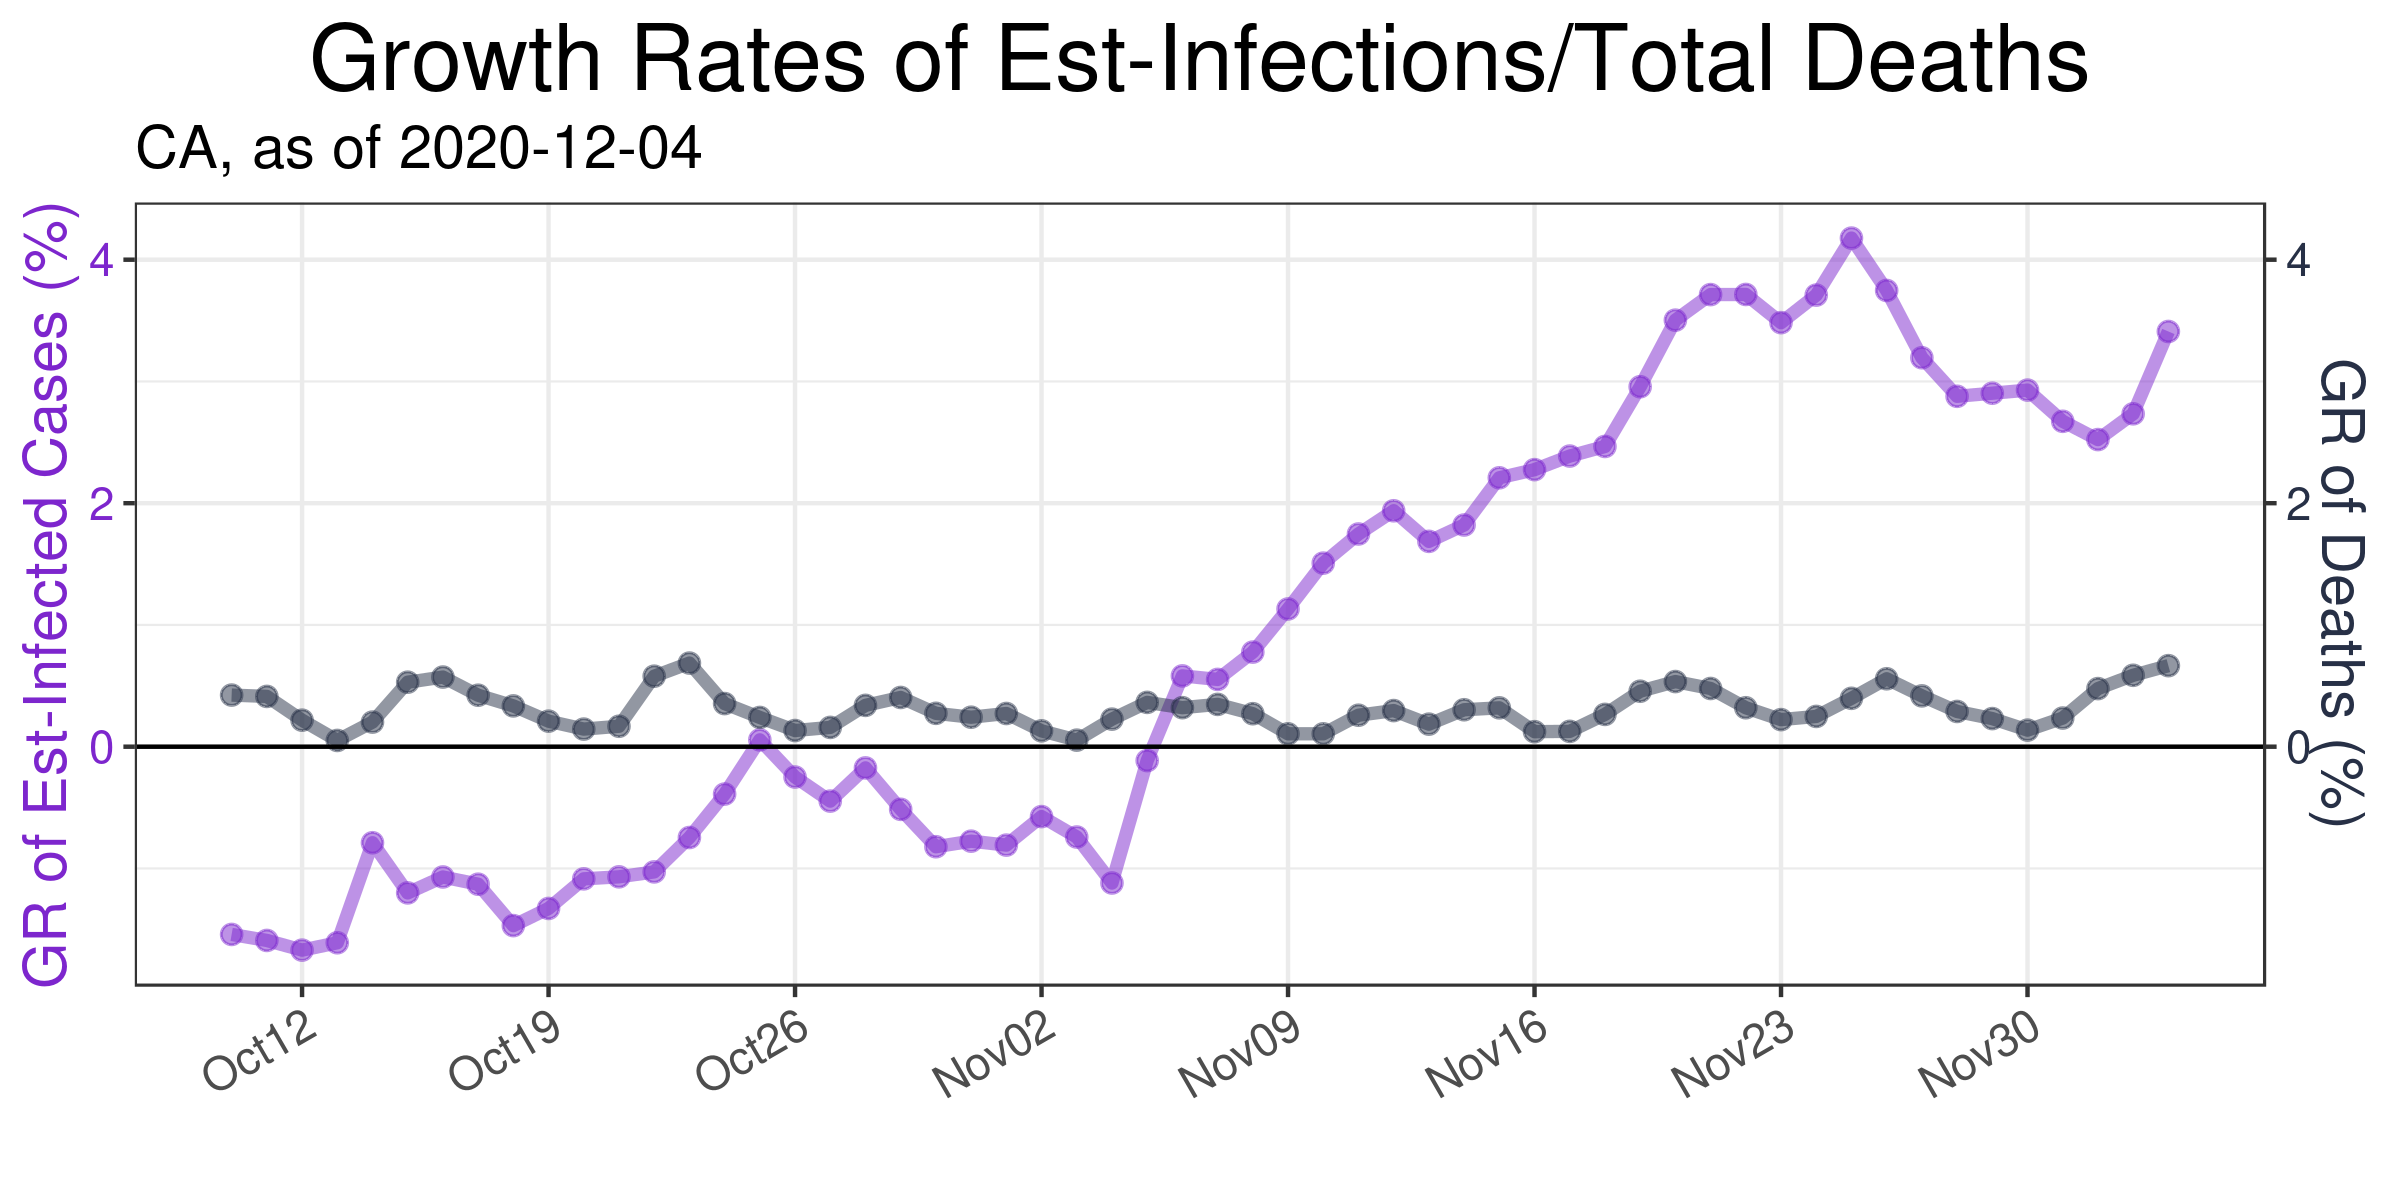 Growth Rates of Est-Infections/Total Deaths
CA, as of 2020-12-04
GR of Est-Infected Cases (%)
4
2
0
4
2
0
GR of Deaths (%)
Oct12
Oct19
Oct26
Nov02
Nov09
Nov16
Nov23
Nov30